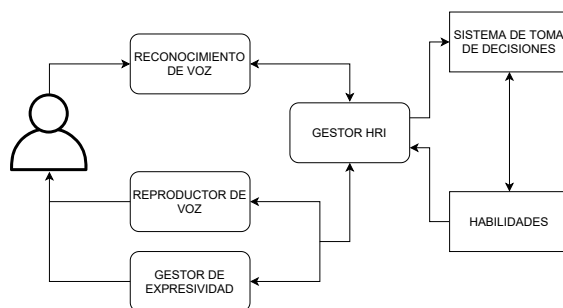 RECONOCIMIENTO
DE VOZ
SISTEMA DE TOMA
DE DECISIONES
GESTOR HRI
REPRODUCTOR DE
VOZ
HABILIDADES
GESTOR DE
EXPRESIVIDAD